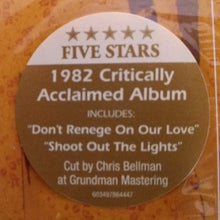 ★★★★★
FIVE STARS
1982 Critically
Acclaimed Album
INCLUDES:
"Don't Renege On Our Love"
"Shoot Out The Lights"
Cut by Chris Bellman
at Grundman Mastering
603497864447